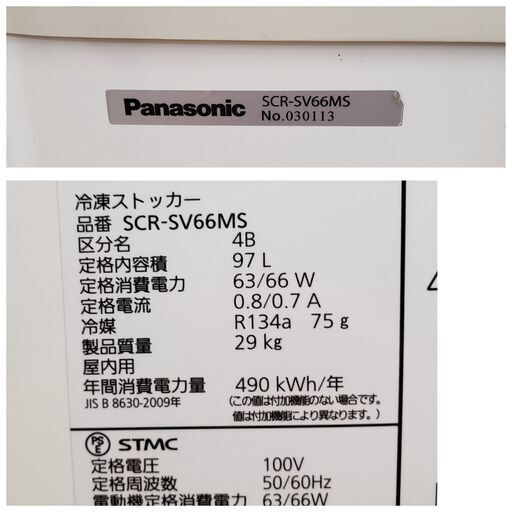 Panasonic SCR-SV66MS
No.030113
冷凍ストッカー
品番 SCR-SV66MS
区分名 4B
定格内容積 97 L
定格消費電力 63/66 W
定格電流 0.8/0.7 A
冷媒 R134a 75 g
製品質量 29 kg
屋内用
年間消費電力量 490 kWh/年
JIS B 8630-2009年 (この値は付加機能のない場合です。
値は付加機能により異なります。)
PSE STMC
定格電圧 100V
定格周波数 50/60Hz
電動機定格消費電力 63/66W